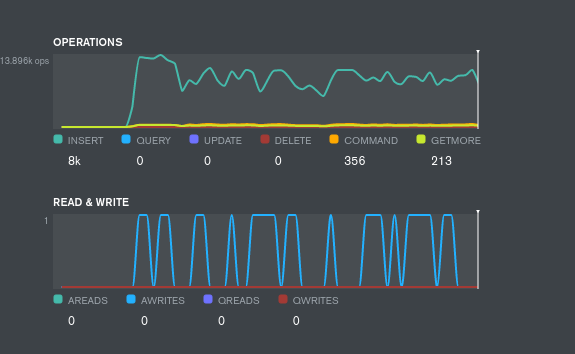 OPERATIONS
13.896k ops
INSERT QUERY UPDATE DELETE COMMAND GETMORE
8k 0 0 0 356 213
READ & WRITE
1
AREADS AWRITES QREADS QWRITES
0 0 0 0